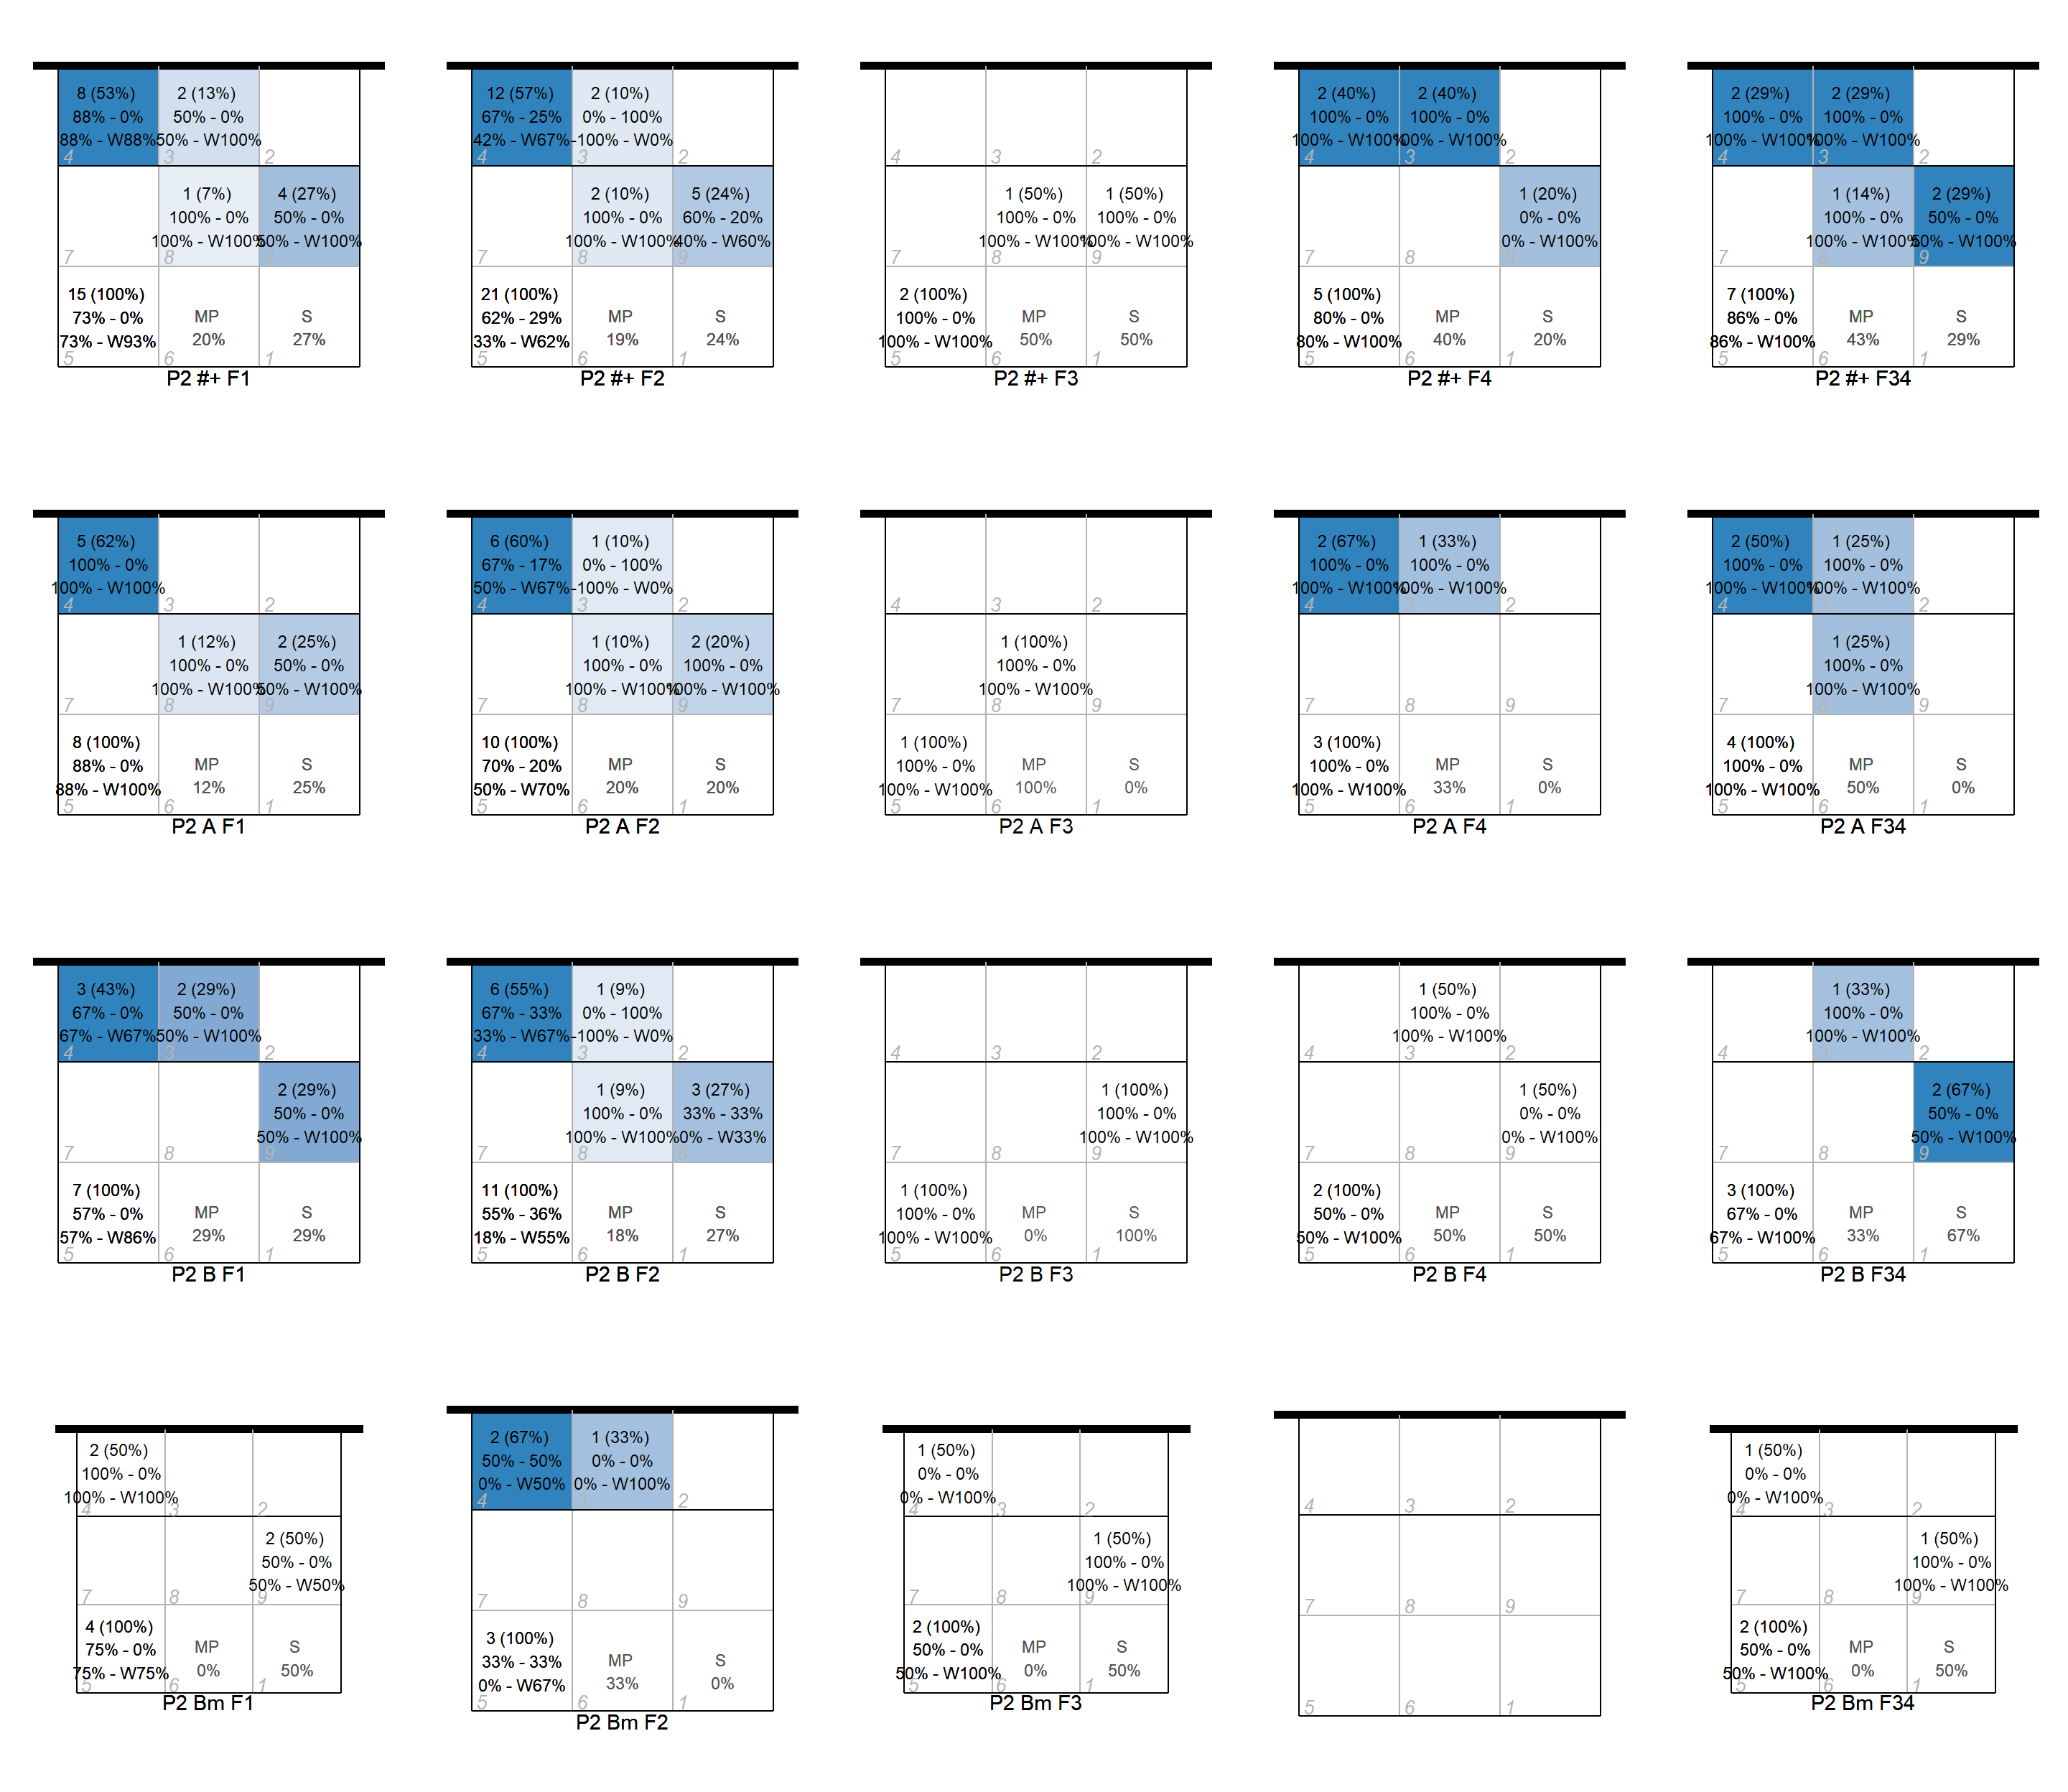 8 (53%)
88% - 0%
88% - W88%
4
2 (13%)
50% - 0%
50% - W100%
3
2
7
1 (7%)
100% - 0%
100% - W100%
8
4 (27%)
50% - 0%
50% - W100%
9
15 (100%)
73% - 0%
73% - W93%
5
MP
20%
6
S
27%
1
P2 #+ F1
12 (57%)
67% - 25%
42% - W67%
4
2 (10%)
0% - 100%
-100% - W0%
3
2
7
2 (10%)
100% - 0%
100% - W100%
8
5 (24%)
60% - 20%
40% - W60%
9
21 (100%)
62% - 29%
33% - W62%
5
MP
19%
6
S
24%
1
P2 #+ F2
4
3
2
7
1 (50%)
100% - 0%
100% - W100%
8
1 (50%)
100% - 0%
100% - W100%
9
2 (100%)
100% - 0%
100% - W100%
5
MP
50%
6
S
50%
1
P2 #+ F3
2 (40%)
100% - 0%
100% - W100%
4
2 (40%)
100% - 0%
100% - W100%
3
2
7
8
1 (20%)
0% - 0%
0% - W100%
9
5 (100%)
80% - 0%
80% - W100%
5
MP
40%
6
S
20%
1
P2 #+ F4
2 (29%)
100% - 0%
100% - W100%
4
2 (29%)
100% - 0%
100% - W100%
3
2
7
1 (14%)
100% - 0%
100% - W100%
8
2 (29%)
50% - 0%
50% - W100%
9
7 (100%)
86% - 0%
86% - W100%
5
MP
43%
6
S
29%
1
P2 #+ F34
5 (62%)
100% - 0%
100% - W100%
4
3
2
7
1 (12%)
100% - 0%
100% - W100%
8
2 (25%)
50% - 0%
50% - W100%
9
8 (100%)
88% - 0%
88% - W100%
5
MP
12%
6
S
25%
1
P2 A F1
6 (60%)
67% - 17%
50% - W67%
4
1 (10%)
0% - 100%
-100% - W0%
3
2
7
1 (10%)
100% - 0%
100% - W100%
8
2 (20%)
100% - 0%
100% - W100%
9
10 (100%)
70% - 20%
50% - W70%
5
MP
20%
6
S
20%
1
P2 A F2
4
3
2
7
1 (100%)
100% - 0%
100% - W100%
8
9
1 (100%)
100% - 0%
100% - W100%
5
MP
100%
6
S
0%
1
P2 A F3
2 (67%)
100% - 0%
100% - W100%
4
1 (33%)
100% - 0%
100% - W100%
3
2
7
8
9
3 (100%)
100% - 0%
100% - W100%
5
MP
33%
6
S
0%
1
P2 A F4
2 (50%)
100% - 0%
100% - W100%
4
1 (25%)
100% - 0%
100% - W100%
3
2
7
1 (25%)
100% - 0%
100% - W100%
8
9
4 (100%)
100% - 0%
100% - W100%
5
MP
50%
6
S
0%
1
P2 A F34
3 (43%)
67% - 0%
67% - W67%
4
2 (29%)
50% - 0%
50% - W100%
3
2
7
8
2 (29%)
50% - 0%
50% - W100%
9
7 (100%)
57% - 0%
57% - W86%
5
MP
29%
6
S
29%
1
P2 B F1
6 (55%)
67% - 33%
33% - W67%
4
1 (9%)
0% - 100%
-100% - W0%
3
2
7
1 (9%)
100% - 0%
100% - W100%
8
3 (27%)
33% - 33%
0% - W33%
9
11 (100%)
55% - 36%
18% - W55%
5
MP
18%
6
S
27%
1
P2 B F2
4
3
2
7
8
1 (100%)
100% - 0%
100% - W100%
9
1 (100%)
100% - 0%
100% - W100%
5
MP
0%
6
S
100%
1
P2 B F3
4
1 (50%)
100% - 0%
100% - W100%
3
2
7
8
1 (50%)
0% - 0%
0% - W100%
9
2 (100%)
50% - 0%
50% - W100%
5
MP
50%
6
S
50%
1
P2 B F4
4
1 (33%)
100% - 0%
100% - W100%
3
2
7
8
2 (67%)
50% - 0%
50% - W100%
9
3 (100%)
67% - 0%
67% - W100%
5
MP
33%
6
S
67%
1
P2 B F34
2 (50%)
100% - 0%
100% - W100%
4
3
2
7
8
2 (50%)
50% - 0%
50% - W50%
9
4 (100%)
75% - 0%
75% - W75%
5
MP
0%
6
S
50%
1
P2 Bm F1
2 (67%)
50% - 50%
0% - W50%
4
1 (33%)
0% - 0%
0% - W100%
3
2
7
8
9
3 (100%)
33% - 33%
0% - W67%
5
MP
33%
6
S
0%
1
P2 Bm F2
1 (50%)
0% - 0%
0% - W100%
4
3
2
7
8
1 (50%)
100% - 0%
100% - W100%
9
2 (100%)
50% - 0%
50% - W100%
5
MP
0%
6
S
50%
1
P2 Bm F3
4
3
2
7
8
9
5
6
1
1 (50%)
0% - 0%
0% - W100%
4
3
2
7
8
1 (50%)
100% - 0%
100% - W100%
9
2 (100%)
50% - 0%
50% - W100%
5
MP
0%
6
S
50%
1
P2 Bm F34